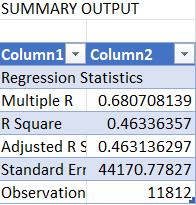 SUMMARY OUTPUT
Column1 Column2
Regression Statistics
Multiple R 0.680708139
R Square 0.46336357
Adjusted R S 0.463136297
Standard Err 44170.77827
Observation 11812